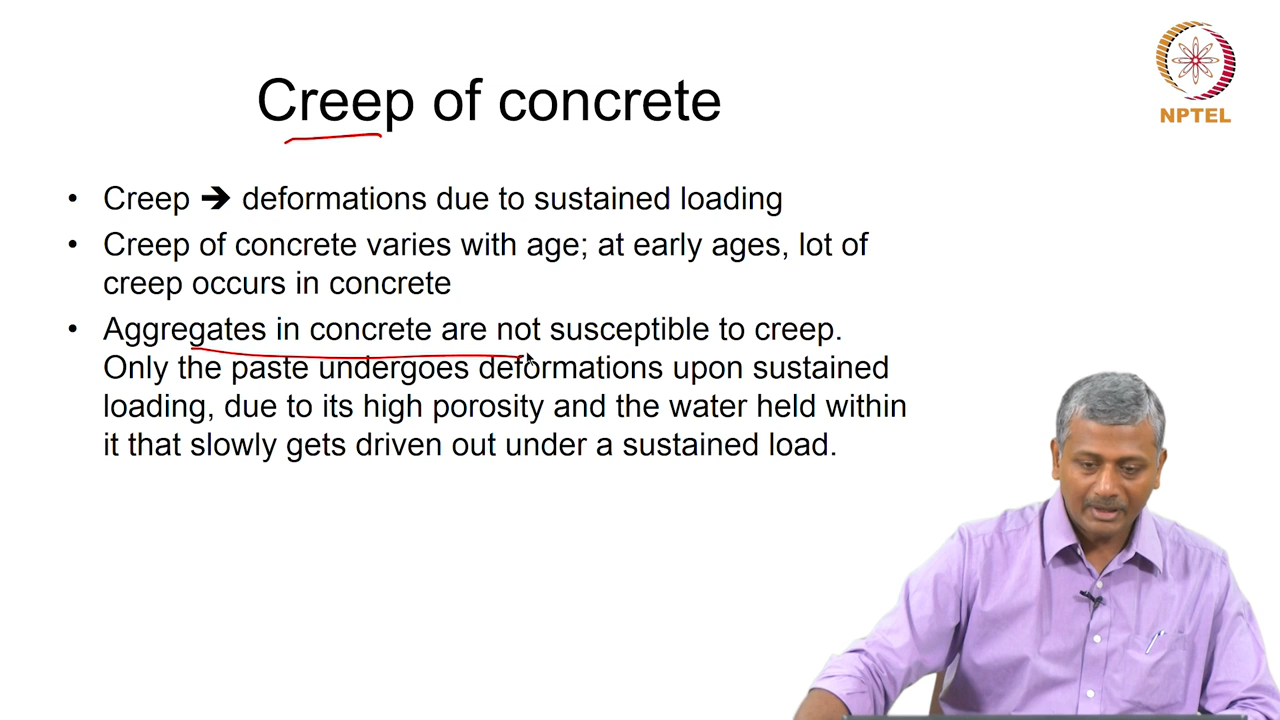 Creep of concrete
NPTEL
• Creep ➔ deformations due to sustained loading
• Creep of concrete varies with age; at early ages, lot of
creep occurs in concrete
• Aggregates in concrete are not susceptible to creep.
Only the paste undergoes deformations upon sustained
loading, due to its high porosity and the water held within
it that slowly gets driven out under a sustained load.